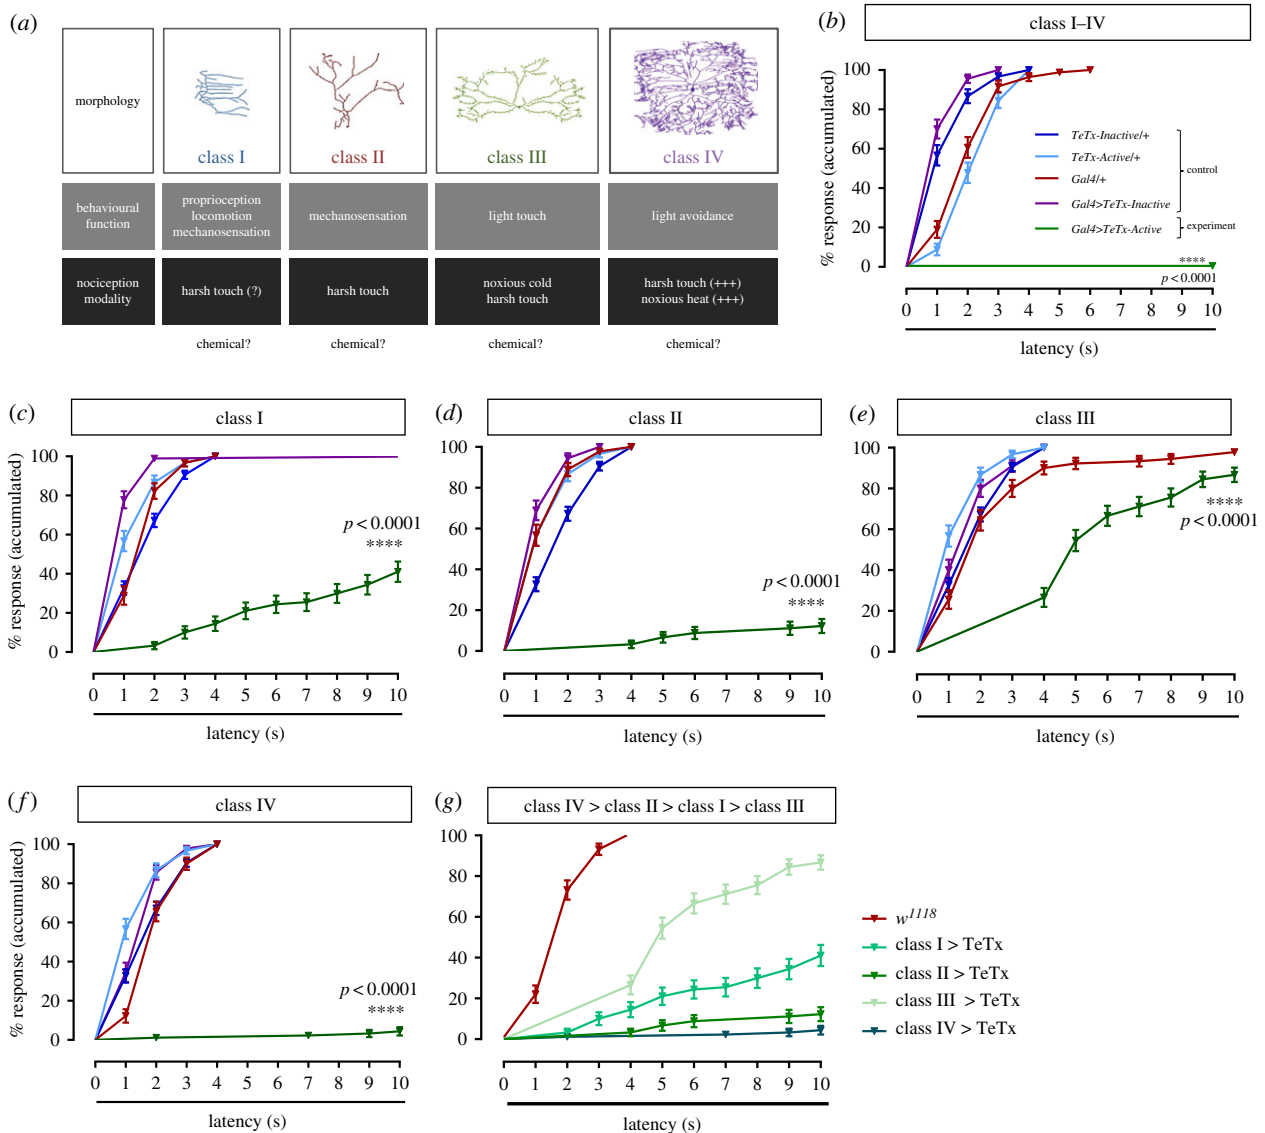 (a)
morphology
class I
class II
class III
class IV
behavioural
function
proprioception
locomotion
mechanosensation
mechanosensation
light touch
light avoidance
nociception
modality
harsh touch (?)
harsh touch
noxious cold
harsh touch
harsh touch (+++)
noxious heat (+++)
chemical?
chemical?
chemical?
chemical?
(b)
class I–IV
% response (accumulated)
100
80
60
40
20
0
TeTx-Inactive/+
TeTx-Active/+
Gal4/+
Gal4>TeTx-Inactive
Gal4>TeTx-Active
control
experiment
****
p < 0.0001
0 1 2 3 4 5 6 7 8 9 10
latency (s)
(c)
class I
% response (accumulated)
100
80
60
40
20
0
p < 0.0001
****
0 1 2 3 4 5 6 7 8 9 10
latency (s)
(d)
class II
100
80
60
40
20
0
p < 0.0001
****
0 1 2 3 4 5 6 7 8 9 10
latency (s)
(e)
class III
100
80
60
40
20
0
****
p < 0.0001
0 1 2 3 4 5 6 7 8 9 10
latency (s)
(f)
class IV
% response (accumulated)
100
80
60
40
20
0
p < 0.0001
****
0 1 2 3 4 5 6 7 8 9 10
latency (s)
(g)
class IV > class II > class I > class III
100
80
60
40
20
0
0 1 2 3 4 5 6 7 8 9 10
latency (s)
w1118
class I > TeTx
class II > TeTx
class III > TeTx
class IV > TeTx